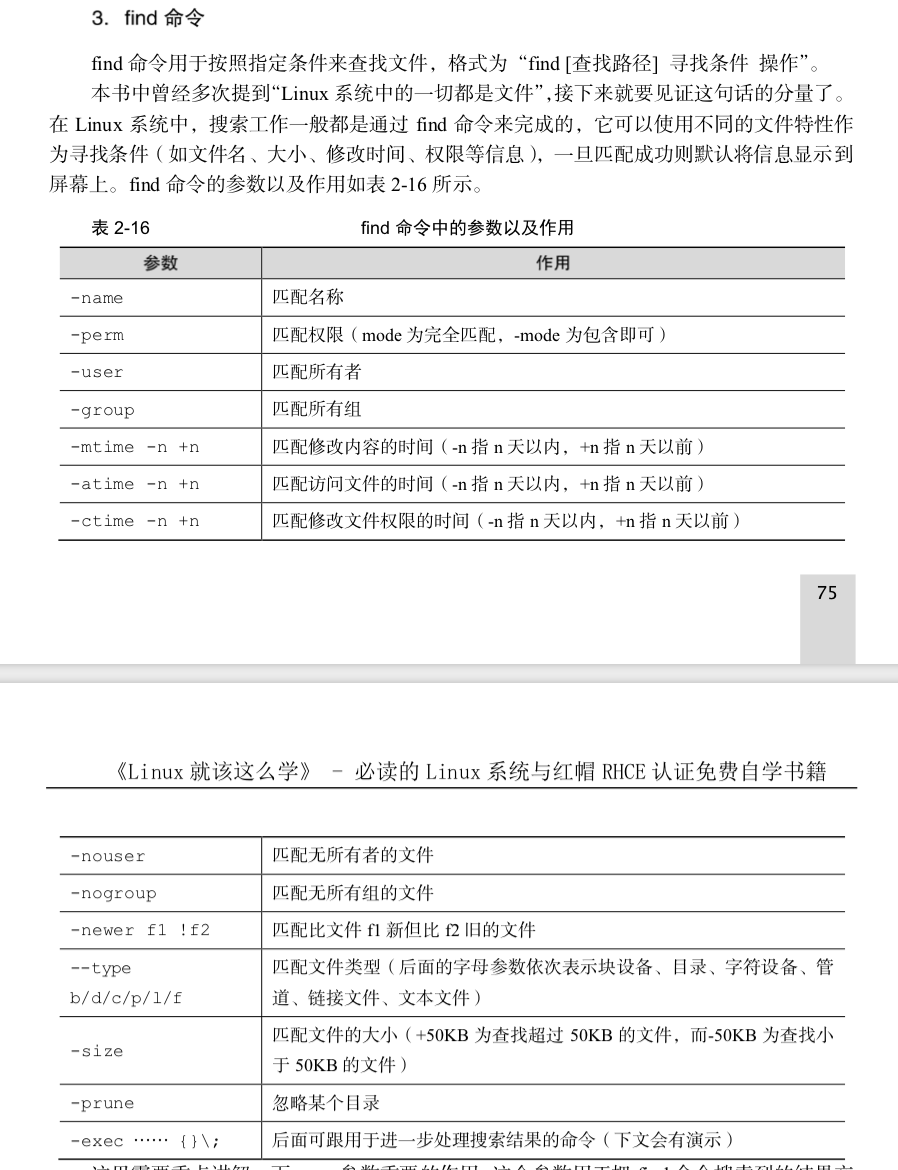 3. find 命令
find 命令用于按照指定条件来查找文件，格式为“find [查找路径] 寻找条件 操作”。
本书中曾经多次提到“Linux 系统中的一切都是文件”,接下来就要见证这句话的分量了。
在 Linux 系统中，搜索工作一般都是通过 find 命令来完成的，它可以使用不同的文件特性作
为寻找条件（如文件名、大小、修改时间、权限等信息），一旦匹配成功则默认将信息显示到
屏幕上。find 命令的参数以及作用如表 2-16 所示。
表 2-16 find 命令中的参数以及作用
参数 作用
-name 匹配名称
-perm 匹配权限（mode 为完全匹配，-mode 为包含即可）
-user 匹配所有者
-group 匹配所有组
-mtime -n +n 匹配修改内容的时间（-n 指 n 天以内，+n 指 n 天以前）
-atime -n +n 匹配访问文件的时间（-n 指 n 天以内，+n 指 n 天以前）
-ctime -n +n 匹配修改文件权限的时间（-n 指 n 天以内，+n 指 n 天以前）
75
《Linux 就该这么学》 - 必读的 Linux 系统与红帽 RHCE 认证免费自学书籍
-nouser 匹配无所有者的文件
-nogroup 匹配无所有组的文件
-newer f1 !f2 匹配比文件 f1 新但比 f2 旧的文件
--type 匹配文件类型（后面的字母参数依次表示块设备、目录、字符设备、管
b/d/c/p/l/f 道、链接文件、文本文件）
-size 匹配文件的大小（+50KB 为查找超过 50KB 的文件，而-50KB 为查找小
于 50KB 的文件）
-prune 忽略某个目录
-exec …… {}\; 后面可跟用于进一步处理搜索结果的命令（下文会有演示）